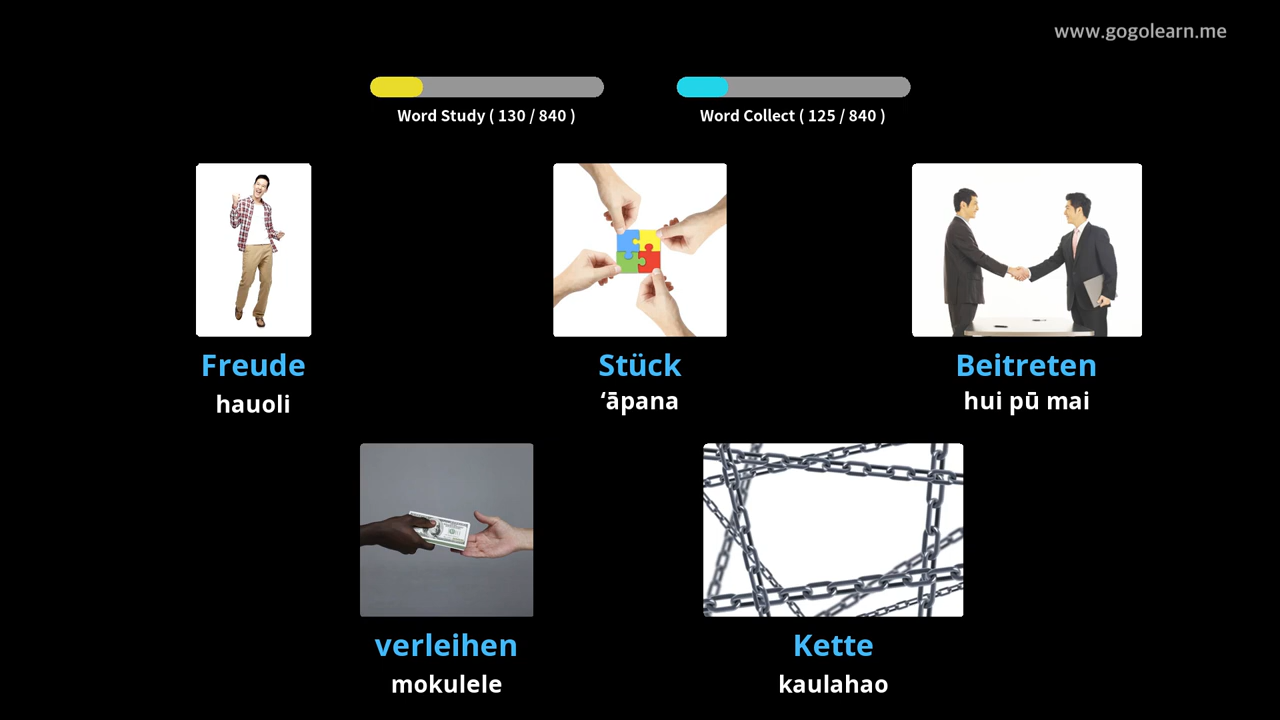 www.gogolearn.me
Word Study ( 130 / 840 )
Word Collect ( 125 / 840 )
Freude
hauoli
Stück
ʻāpana
Beitreten
hui pū mai
verleihen
mokulele
Kette
kaulahao